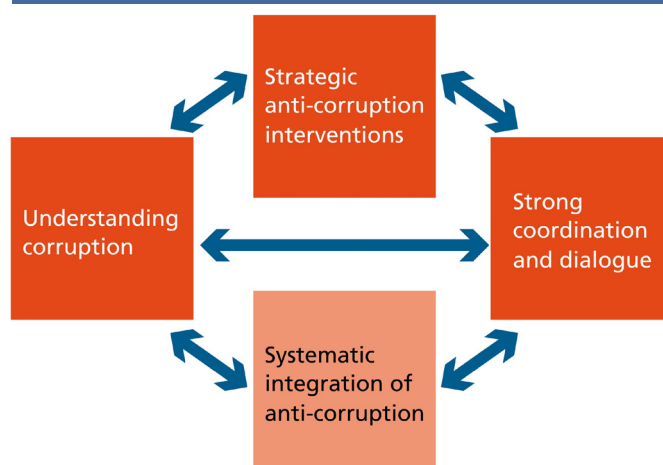 Strategic
anti-corruption
interventions
Understanding
corruption
Strong
coordination
and dialogue
Systematic
integration of
anti-corruption